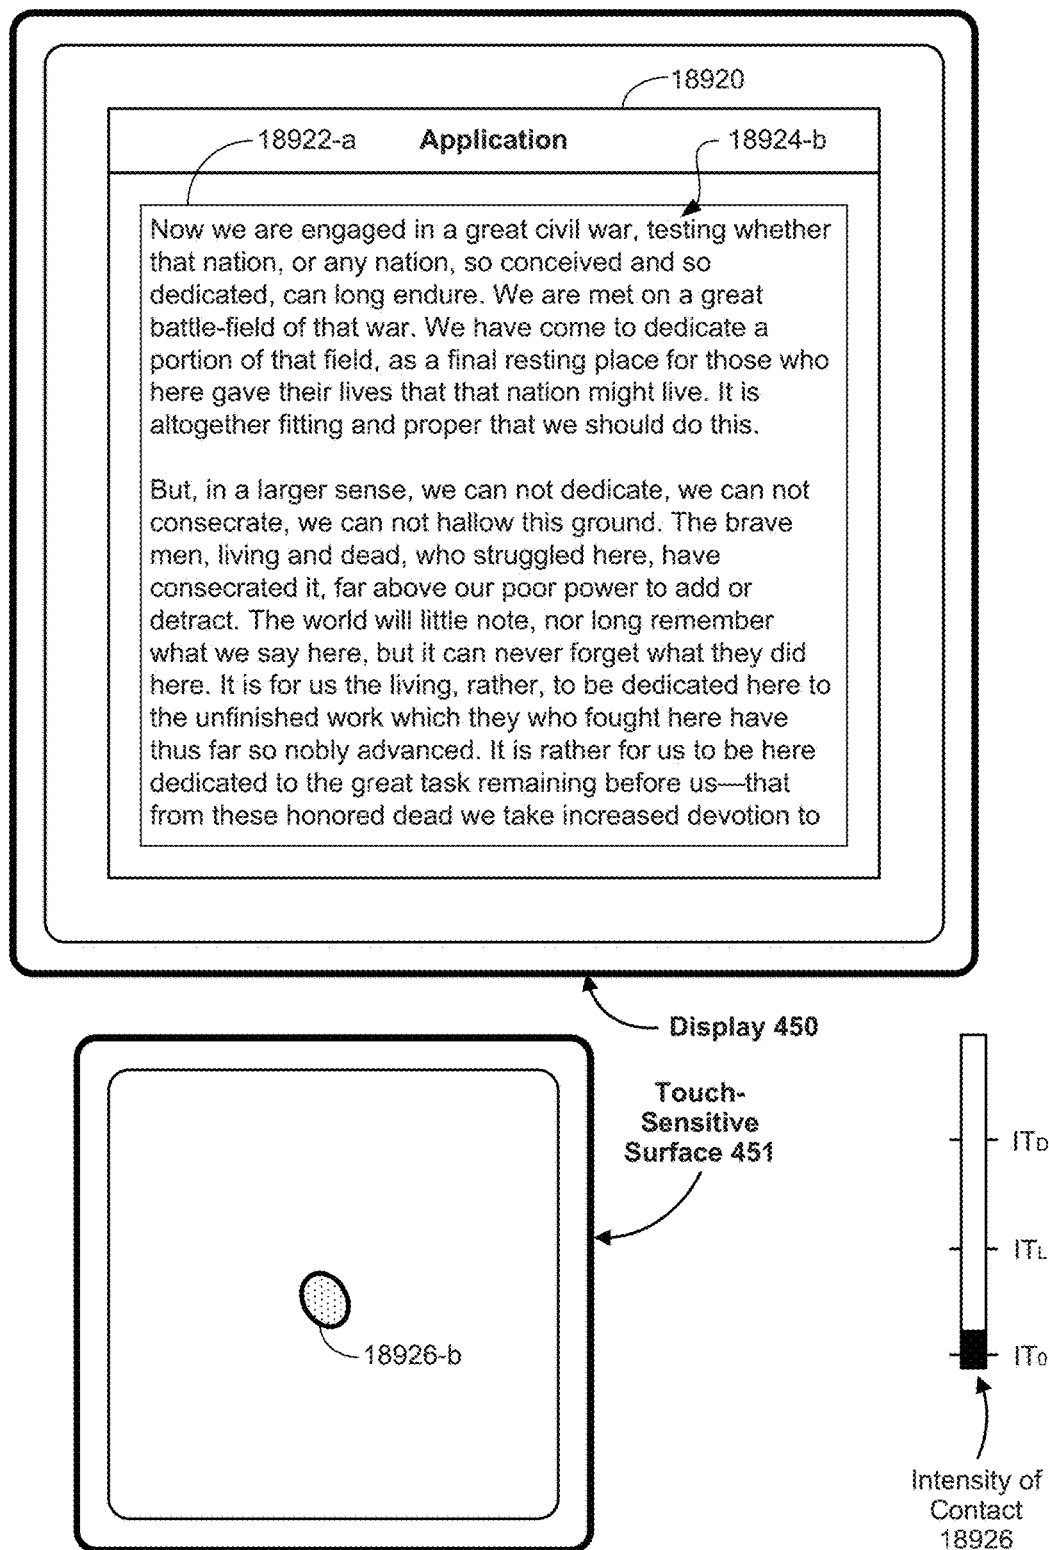 18920
18922-a
Application
18924-b
Now we are engaged in a great civil war, testing whether
that nation, or any nation, so conceived and so
dedicated, can long endure. We are met on a great
battle-field of that war. We have come to dedicate a
portion of that field, as a final resting place for those who
here gave their lives that that nation might live. It is
altogether fitting and proper that we should do this.
But, in a larger sense, we can not dedicate, we can not
consecrate, we can not hallow this ground. The brave
men, living and dead, who struggled here, have
consecrated it, far above our poor power to add or
detract. The world will little note, nor long remember
what we say here, but it can never forget what they did
here. It is for us the living, rather, to be dedicated here to
the unfinished work which they who fought here have
thus far so nobly advanced. It is rather for us to be here
dedicated to the great task remaining before us—that
from these honored dead we take increased devotion to
Display 450
Touch-
Sensitive
Surface 451
18926-b
ITD
ITL
IT0
Intensity of
Contact
18926